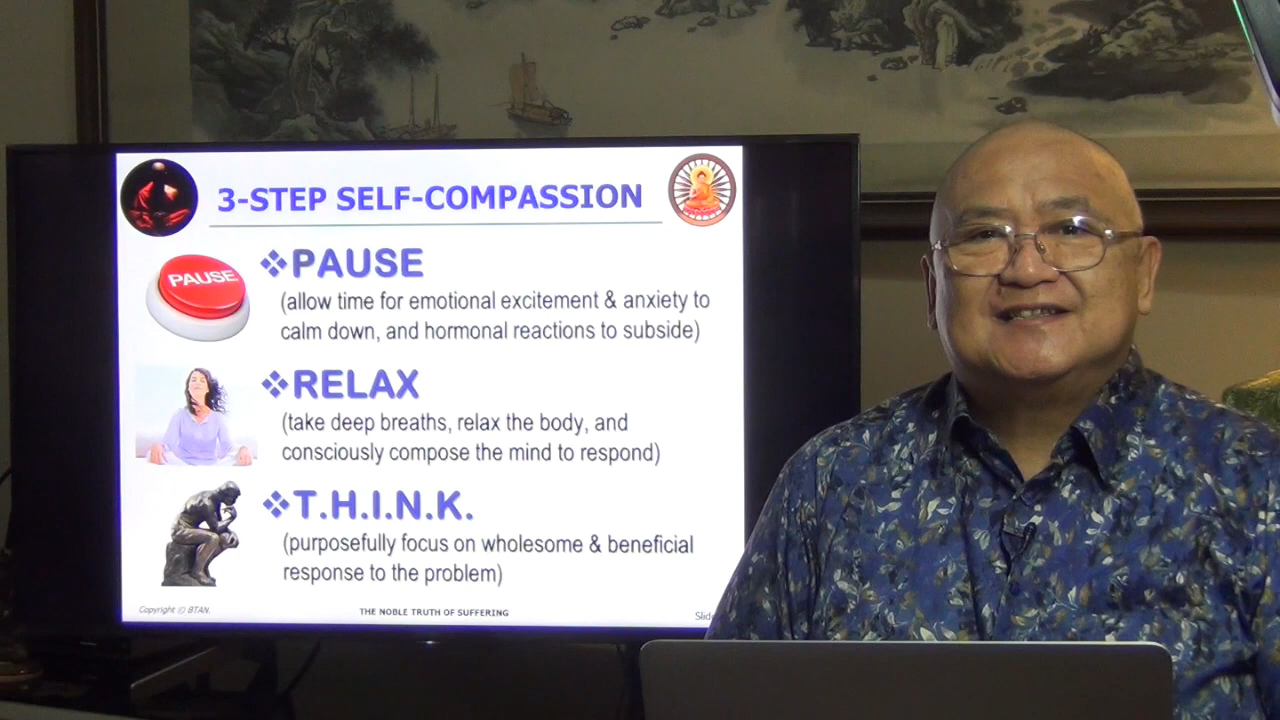 3-STEP SELF-COMPASSION
PAUSE
❖PAUSE
(allow time for emotional excitement & anxiety to
calm down, and hormonal reactions to subside)
❖RELAX
(take deep breaths, relax the body, and
consciously compose the mind to respond)
❖T.H.I.N.K.
(purposefully focus on wholesome & beneficial
response to the problem)
Copyright © BTAN.
THE NOBLE TRUTH OF SUFFERING
Slide